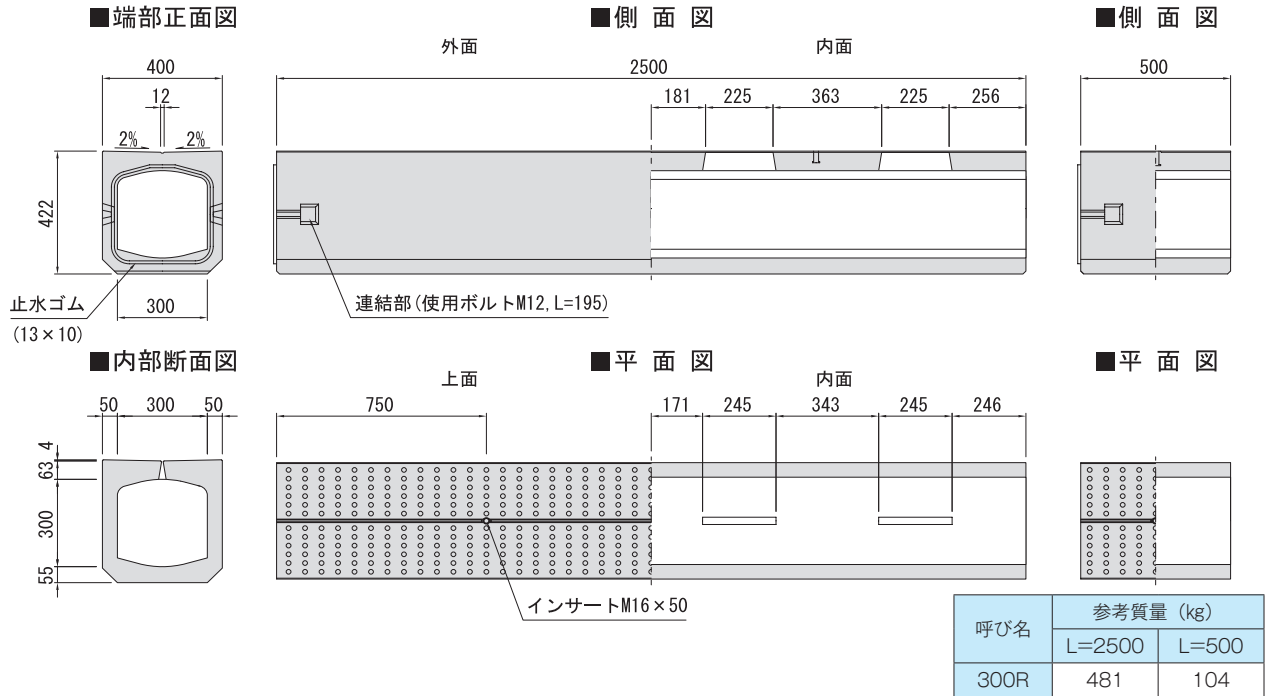 ■端部正面図
400
12
2% 2%
422
止水ゴム
(13×10)
300
■側 面 図
外面 内面
2500
181 225 363 225 256
連結部(使用ボルトM12, L=195)
■側 面 図
500
■内部断面図
50 300 50
4
63
300
55
■平 面 図
上面 内面
750 171 245 343 245 246
インサートM16×50
■平 面 図
呼び名 参考質量 (kg)
L=2500 L=500
300R 481 104